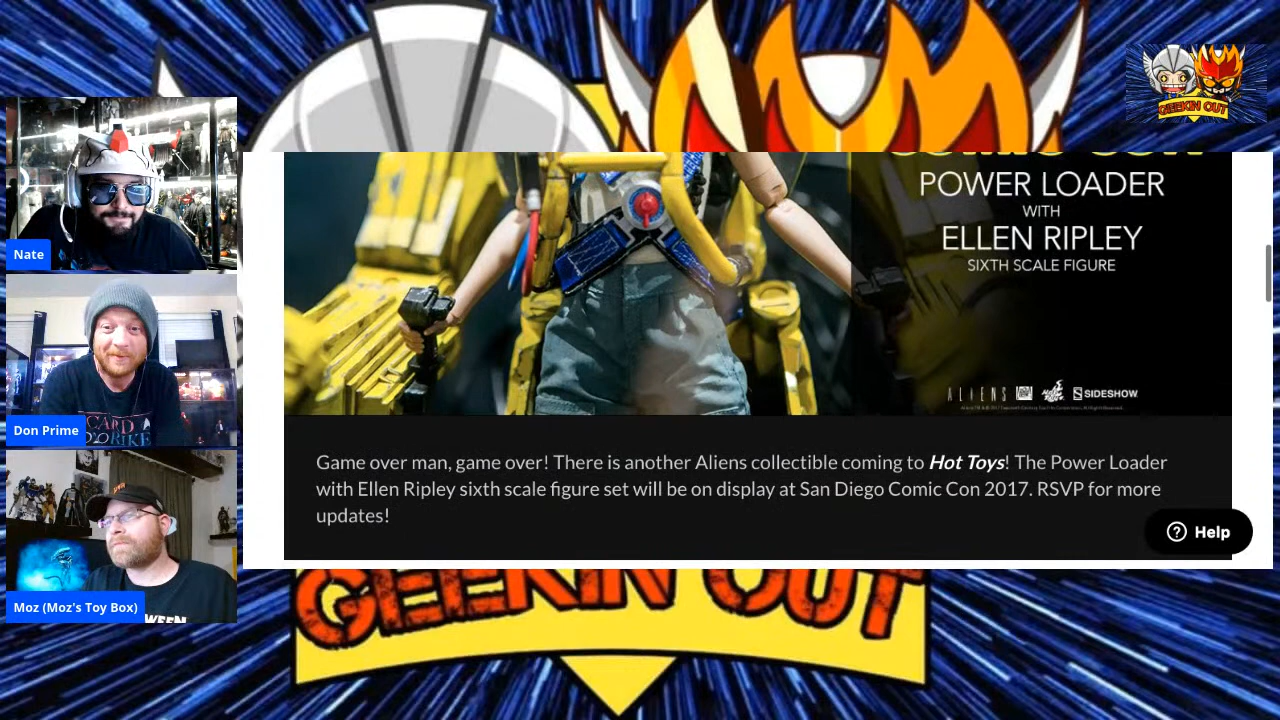 GEEKIN OUT
COMIC CON
POWER LOADER
WITH
ELLEN RIPLEY
SIXTH SCALE FIGURE
Nate
ALIENS
SIDESHOW
Don Prime
Game over man, game over! There is another Aliens collectible coming to Hot Toys! The Power Loader
with Ellen Ripley sixth scale figure set will be on display at San Diego Comic Con 2017. RSVP for more
updates!
Help
Moz (Moz's Toy Box)
GEEKIN OUT